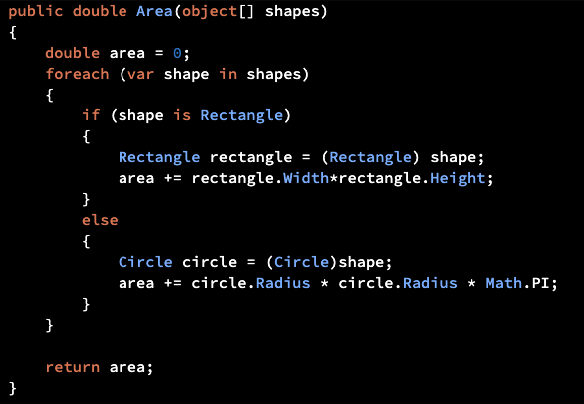 public double Area(object[] shapes)
{
    double area = 0;
    foreach (var shape in shapes)
    {
        if (shape is Rectangle)
        {
            Rectangle rectangle = (Rectangle) shape;
            area += rectangle.Width*rectangle.Height;
        }
        else
        {
            Circle circle = (Circle)shape;
            area += circle.Radius * circle.Radius * Math.PI;
        }
    }

    return area;
}